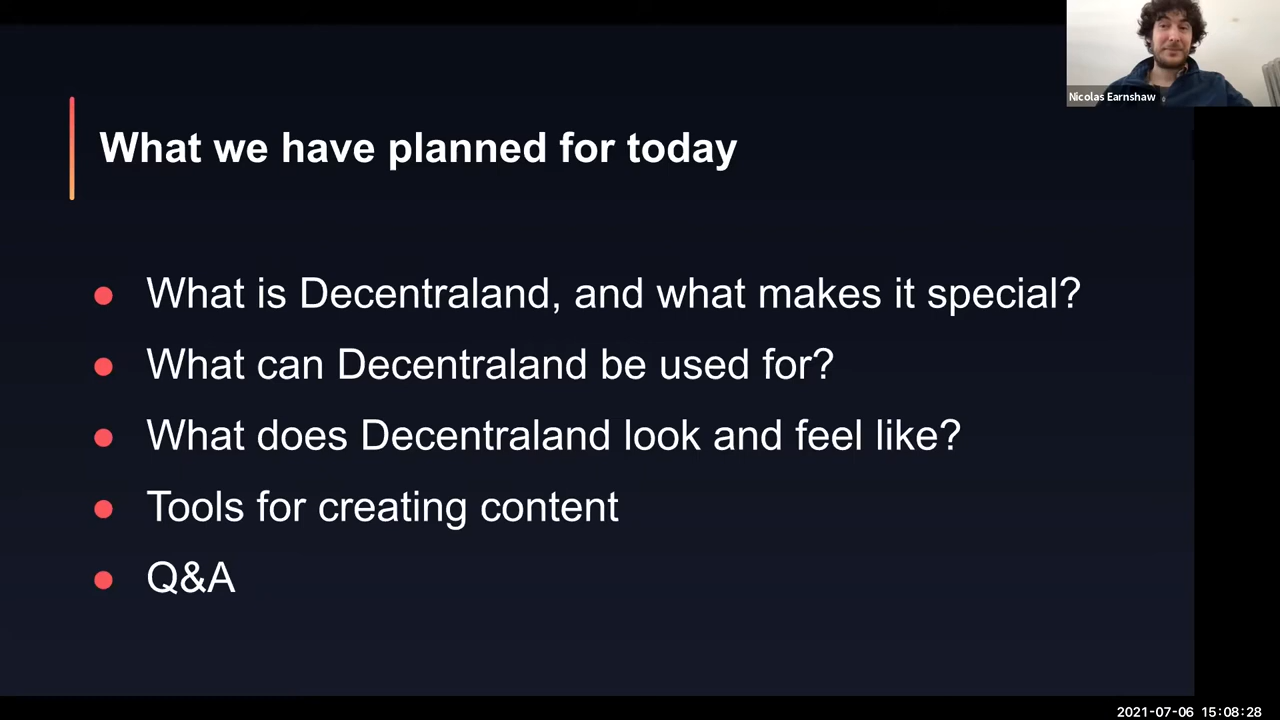 Nicolas Earnshaw
What we have planned for today
What is Decentraland, and what makes it special?
What can Decentraland be used for?
What does Decentraland look and feel like?
Tools for creating content
Q&A
2021-07-06 15:08:28